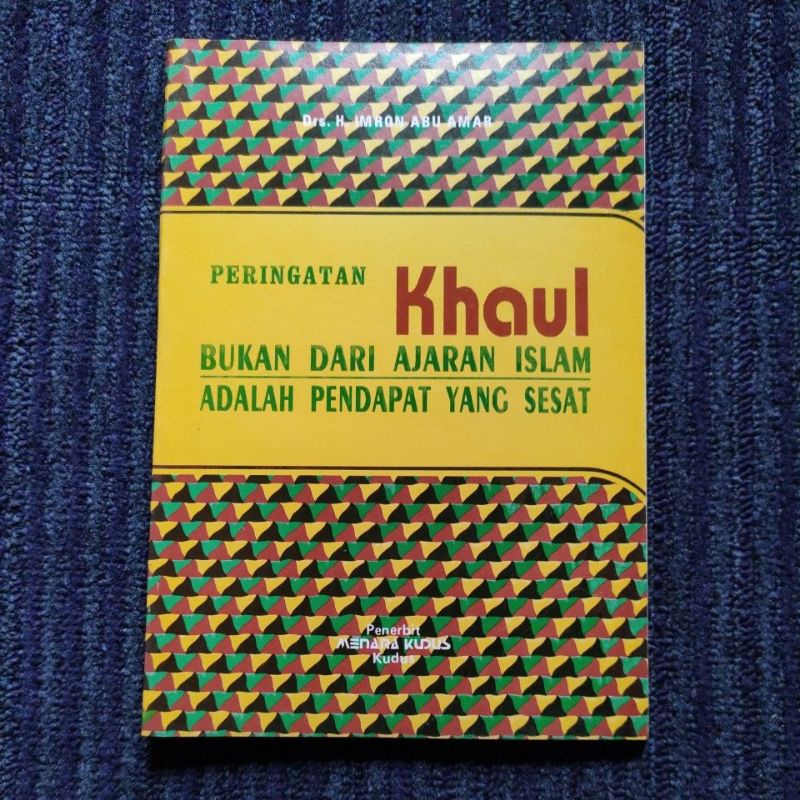 Drs. H. IMRON ABU AMAR
PERINGATAN Khaul
BUKAN DARI AJARAN ISLAM
ADALAH PENDAPAT YANG SESAT
Penerbit
MENARA KUDUS
Kudus